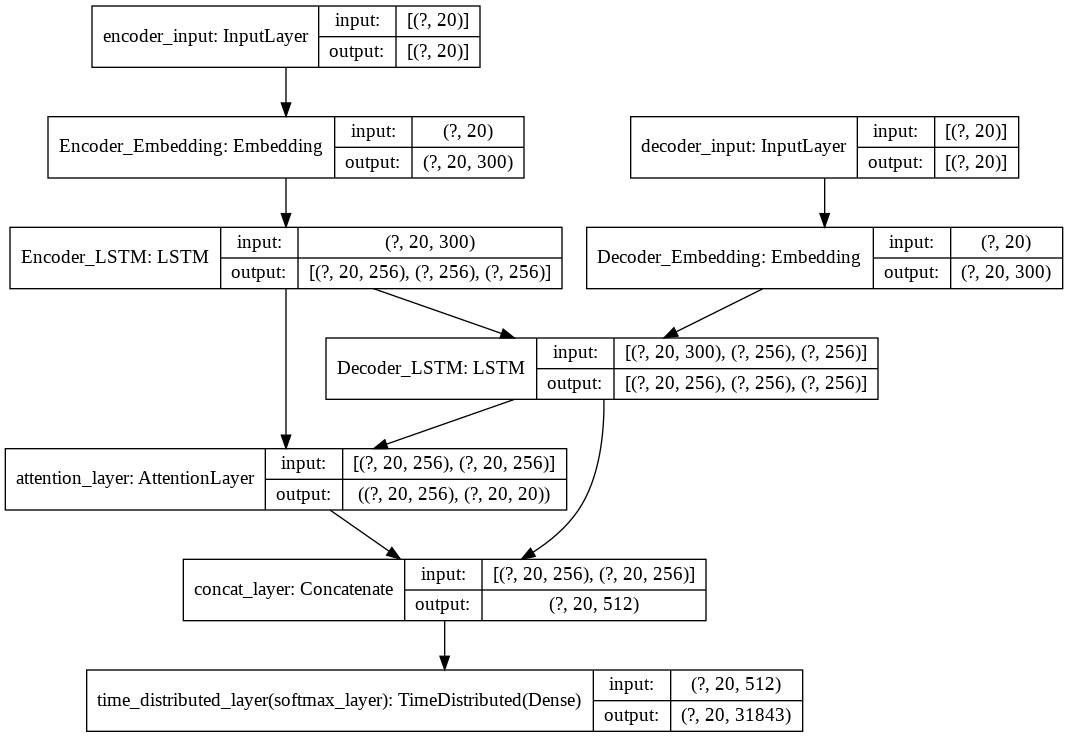 encoder_input: InputLayer
input:
[(?, 20)]
output:
[(?, 20)]
Encoder_Embedding: Embedding
input:
(?, 20)
output:
(?, 20, 300)
decoder_input: InputLayer
input:
[(?, 20)]
output:
[(?, 20)]
Encoder_LSTM: LSTM
input:
(?, 20, 300)
output:
[(?, 20, 256), (?, 256), (?, 256)]
Decoder_Embedding: Embedding
input:
(?, 20)
output:
(?, 20, 300)
Decoder_LSTM: LSTM
input:
[(?, 20, 300), (?, 256), (?, 256)]
output:
[(?, 20, 256), (?, 256), (?, 256)]
attention_layer: AttentionLayer
input:
[(?, 20, 256), (?, 20, 256)]
output:
((?, 20, 256), (?, 20, 20))
concat_layer: Concatenate
input:
[(?, 20, 256), (?, 20, 256)]
output:
(?, 20, 512)
time_distributed_layer(softmax_layer): TimeDistributed(Dense)
input:
(?, 20, 512)
output:
(?, 20, 31843)